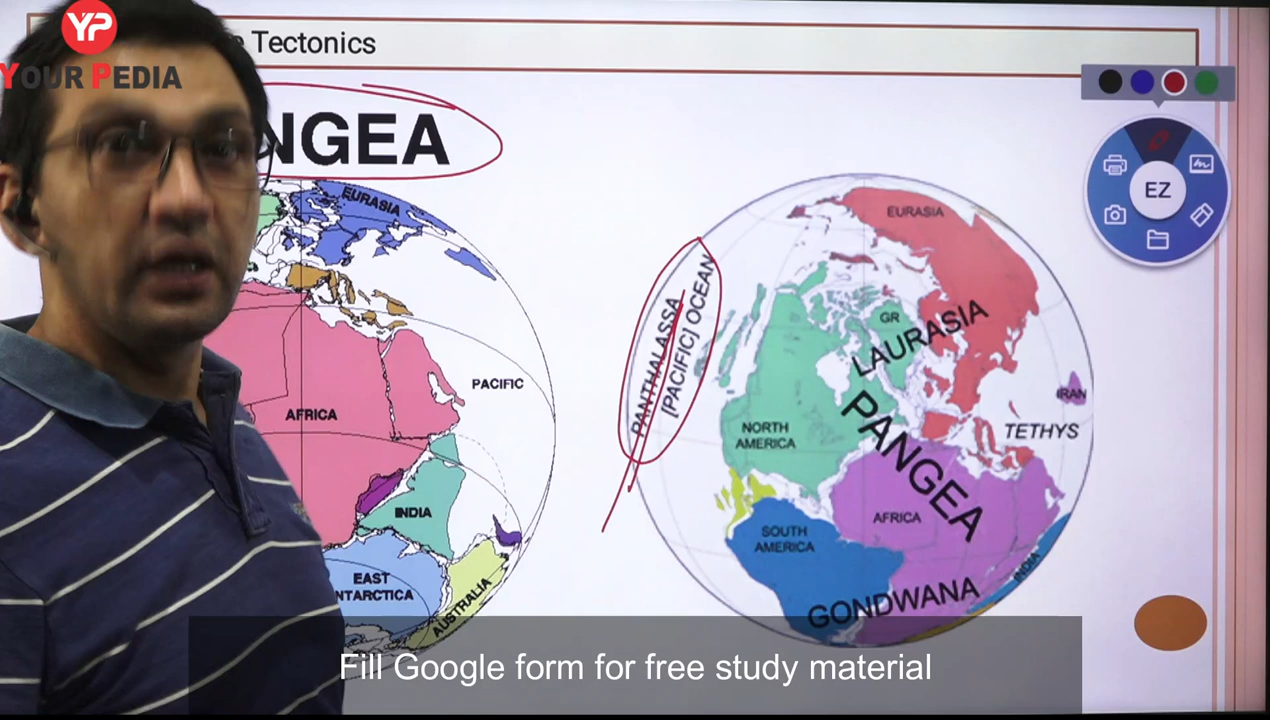 YP
YOUR PEDIA
Tectonics
NGEA
EURASIA
AFRICA
PACIFIC
INDIA
EAST
NTARCTICA
AUSTRALIA
PANTHALASSA
[PACIFIC] OCEAN
EURASIA
GR
LAURASIA
PANGEA
NORTH
AMERICA
IRAN
TETHYS
AFRICA
SOUTH
AMERICA
INDIA
GONDWANA
EZ
Fill Google form for free study material